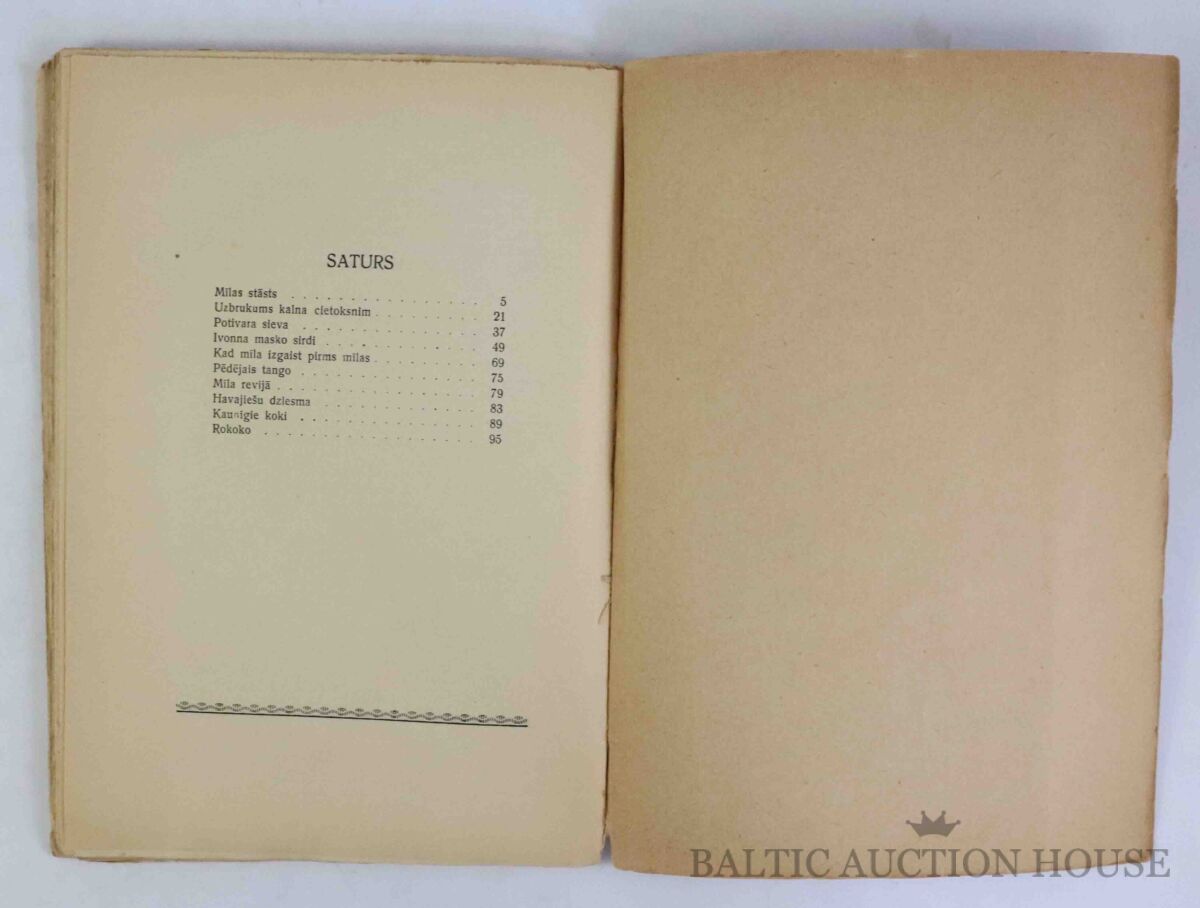 SATURS
Mīlas stāsts . . . . . . . . . . . . . . . . 5
Uzbrukums kalna cietoksnim . . . . . . . . . 21
Potivara sieva . . . . . . . . . . . . . . . 37
Ivonna masko sirdi . . . . . . . . . . . . . 49
Kad mīla izgaist pirms mīlas . . . . . . . . 69
Pēdējais tango . . . . . . . . . . . . . . . 75
Mīla revijā . . . . . . . . . . . . . . . . 79
Havajiešu dziesma . . . . . . . . . . . . . 83
Kaunīgie koki . . . . . . . . . . . . . . . 89
Rokoko . . . . . . . . . . . . . . . . . . 95
BALTIC AUCTION HOUSE